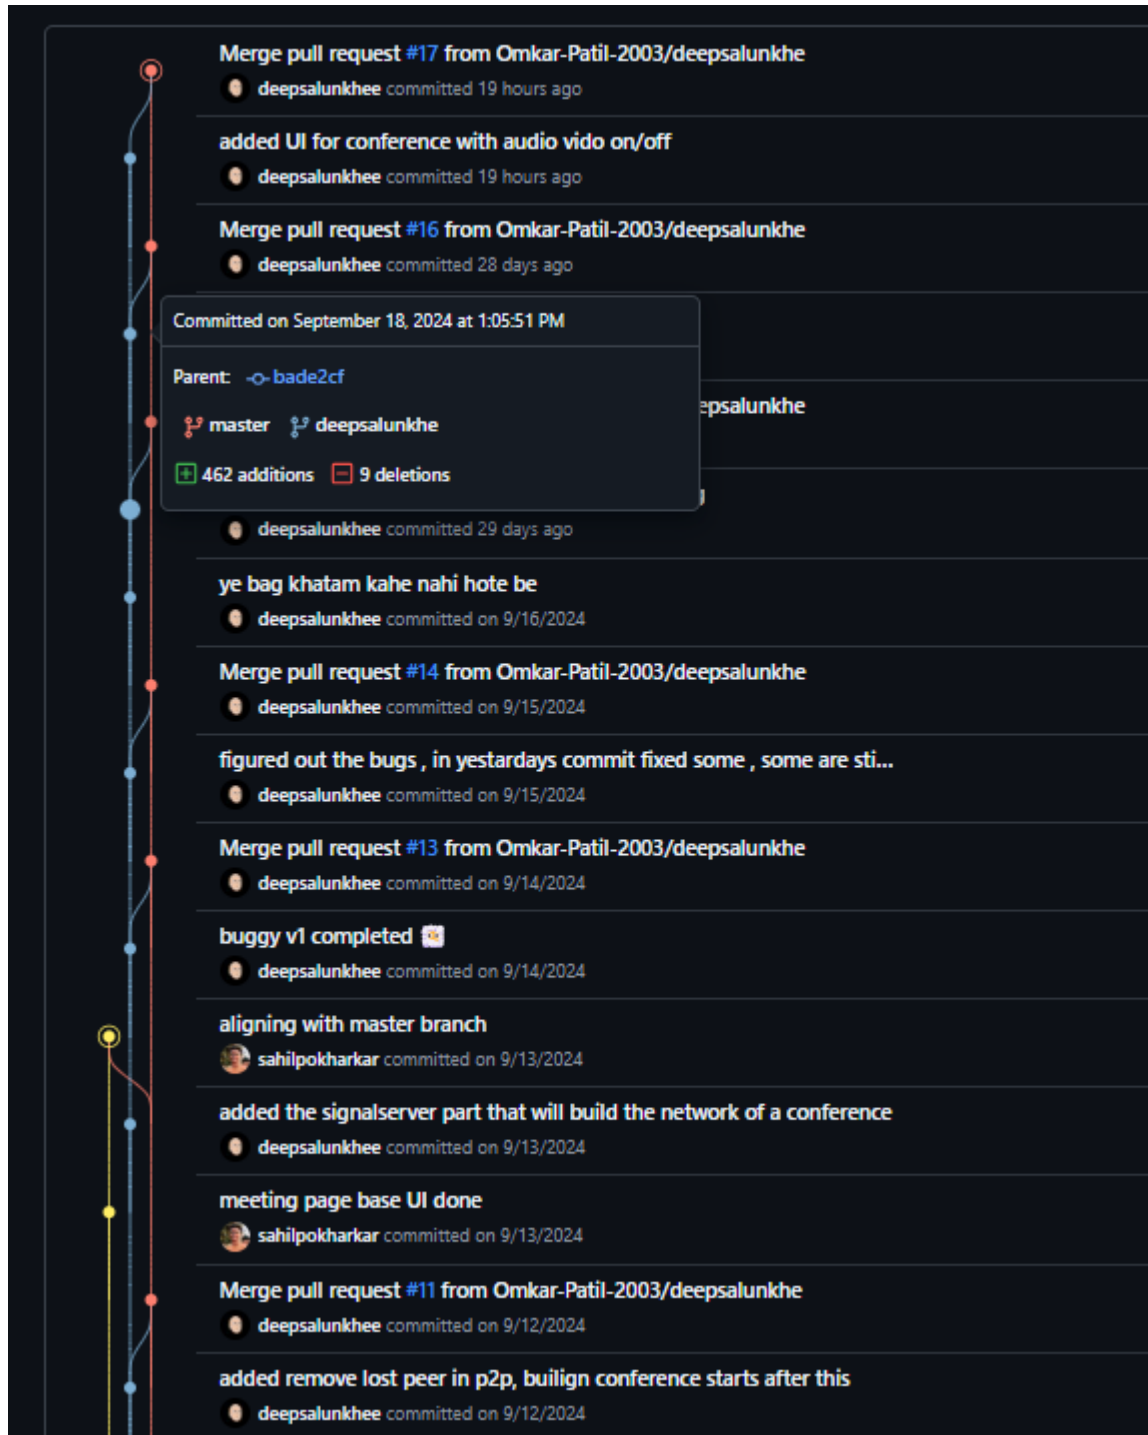 Merge pull request #17 from Omkar-Patil-2003/deepsalunkhe
deepsalunkhee committed 19 hours ago
added UI for conference with audio vido on/off
deepsalunkhee committed 19 hours ago
Merge pull request #16 from Omkar-Patil-2003/deepsalunkhe
deepsalunkhee committed 28 days ago
Committed on September 18, 2024 at 1:05:51 PM
Parent: bade2cf
epsalunkhe
master deepsalunkhe
462 additions 9 deletions
deepsalunkhee committed 29 days ago
ye bag khatam kahe nahi hote be
deepsalunkhee committed on 9/16/2024
Merge pull request #14 from Omkar-Patil-2003/deepsalunkhe
deepsalunkhee committed on 9/15/2024
figured out the bugs , in yestardays commit fixed some , some are sti...
deepsalunkhee committed on 9/15/2024
Merge pull request #13 from Omkar-Patil-2003/deepsalunkhe
deepsalunkhee committed on 9/14/2024
buggy v1 completed
deepsalunkhee committed on 9/14/2024
aligning with master branch
sahilpokharkar committed on 9/13/2024
added the signalserver part that will build the network of a conference
deepsalunkhee committed on 9/13/2024
meeting page base UI done
sahilpokharkar committed on 9/13/2024
Merge pull request #11 from Omkar-Patil-2003/deepsalunkhe
deepsalunkhee committed on 9/12/2024
added remove lost peer in p2p, builign conference starts after this
deepsalunkhee committed on 9/12/2024